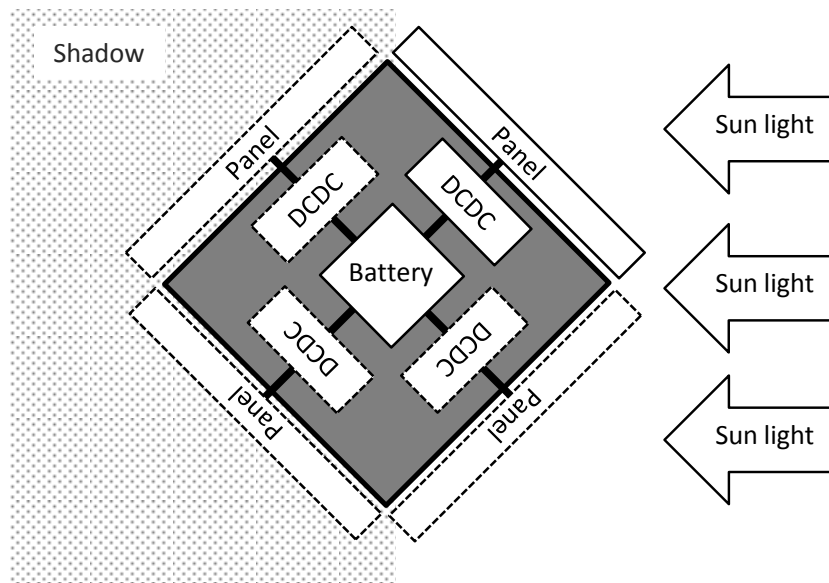 Shadow
Panel
Panel
Sun light
DCDC
DCDC
Battery
Sun light
DCDC
DCDC
Panel
Panel
Sun light